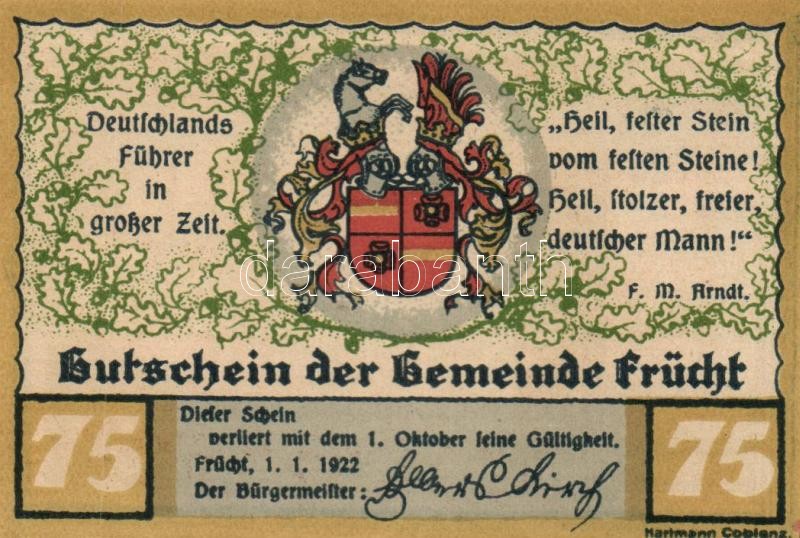 Deutschlands
Führer
in
großer Zeit.
„Heil, fester Stein
vom festen Steine!
Heil, stolzer, freier,
deutscher Mann!"
F. M. Arndt.
darabanth
Gutschein der Gemeinde Frücht
75
Dieser Schein
verliert mit dem 1. Oktober seine Gültigkeit.
Frücht, 1. 1. 1922
Der Bürgermeister:
75
Hartmann Coblenz.